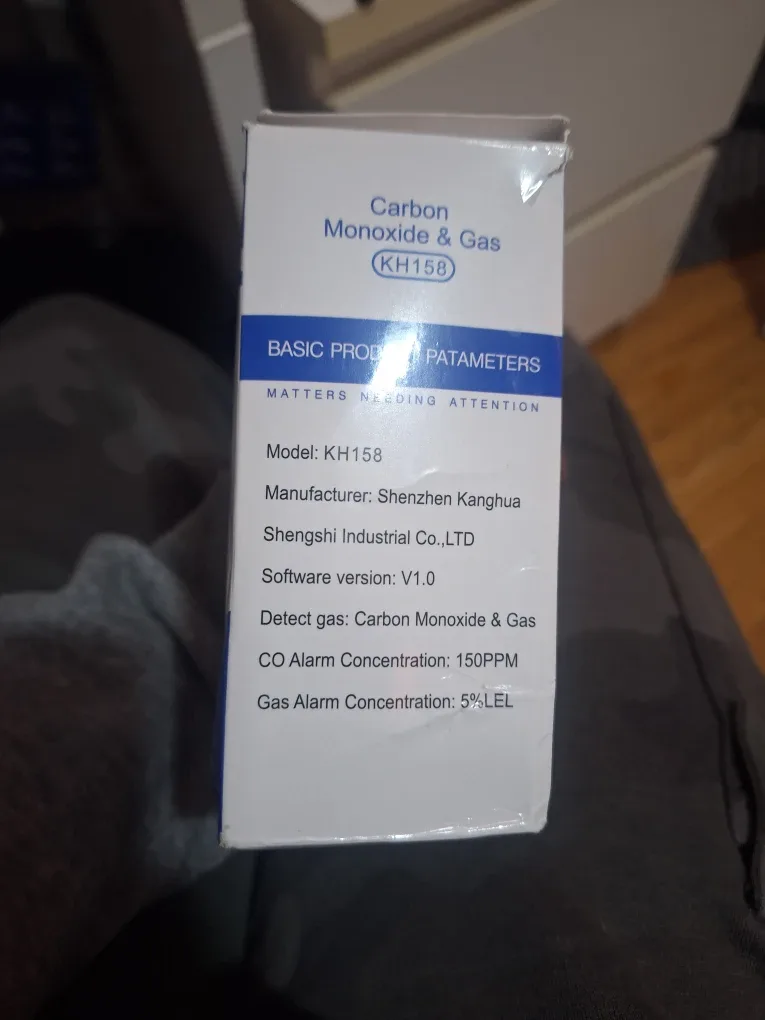 Carbon
Monoxide & Gas
KH158
BASIC PATAMETERS
MATTERS NEEDING ATTENTION
Model: KH158
Manufacturer: Shenzhen Kanghua
Shengshi Industrial Co.,LTD
Software version: V1.0
Detect gas: Carbon Monoxide & Gas
CO Alarm Concentration: 150PPM
Gas Alarm Concentration: 5%LEL